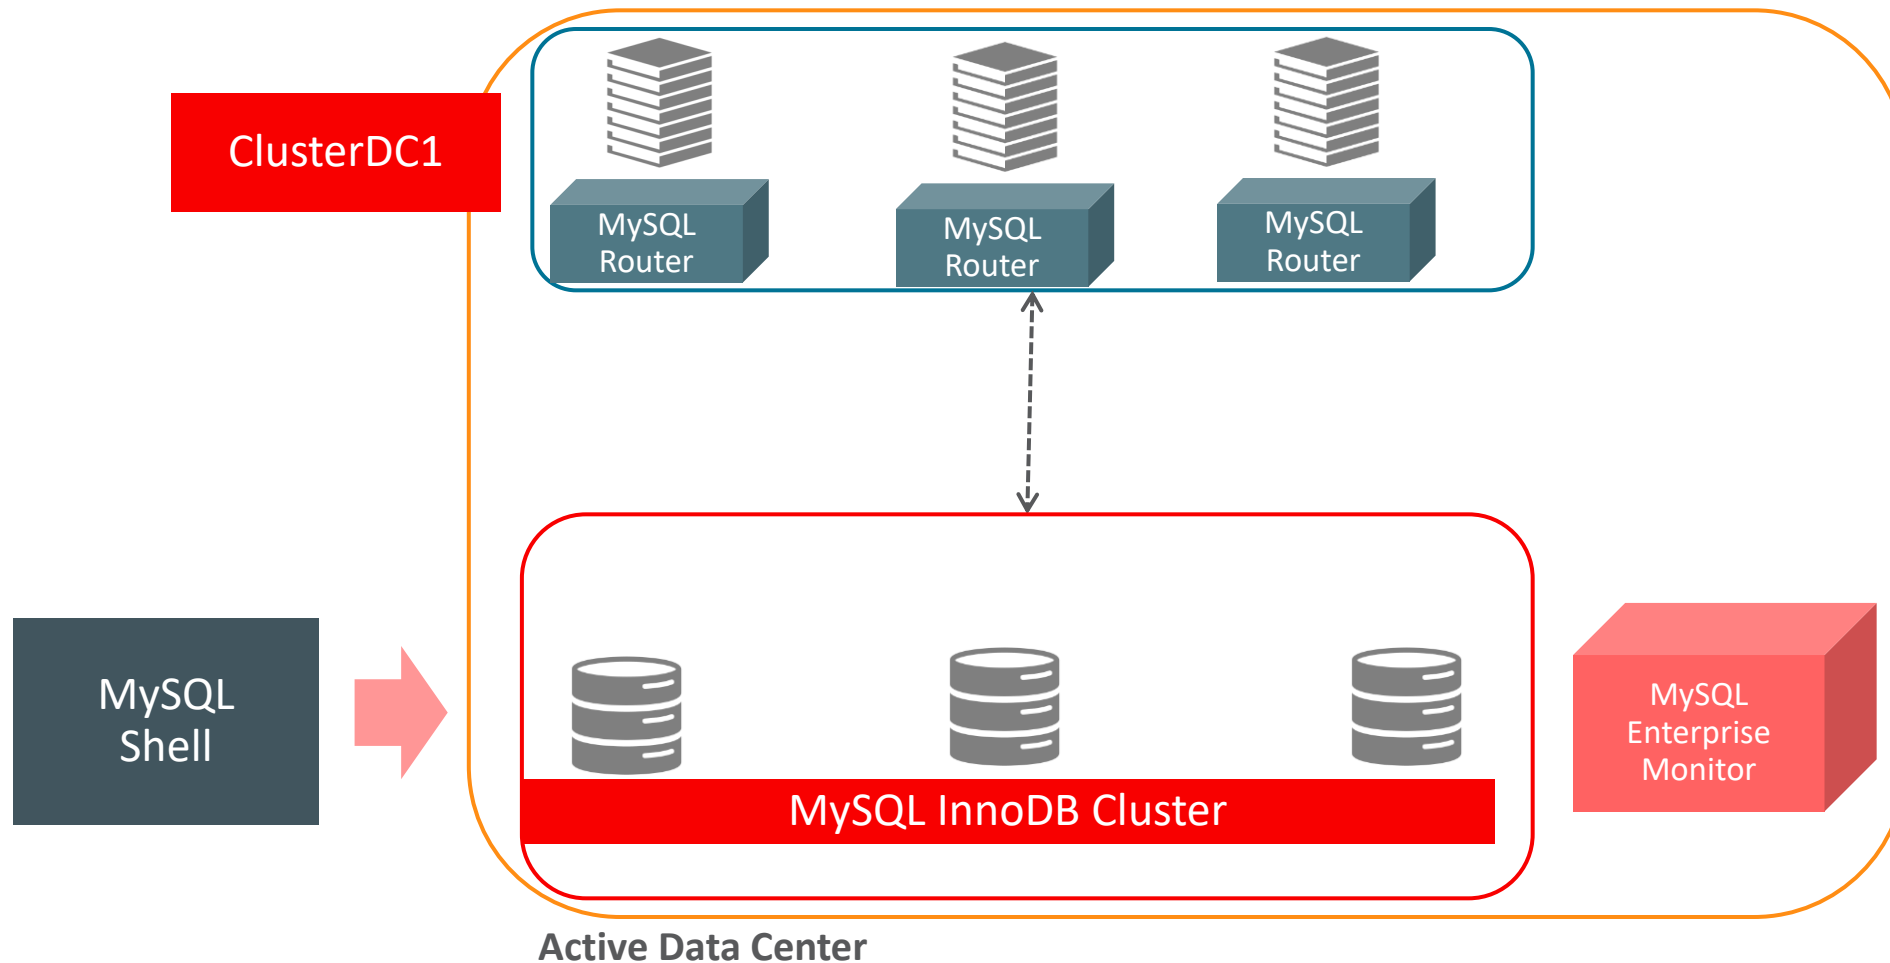 ClusterDC1
MySQL
Router
MySQL
Router
MySQL
Router
MySQL
Shell
MySQL
Enterprise
Monitor
MySQL InnoDB Cluster
Active Data Center